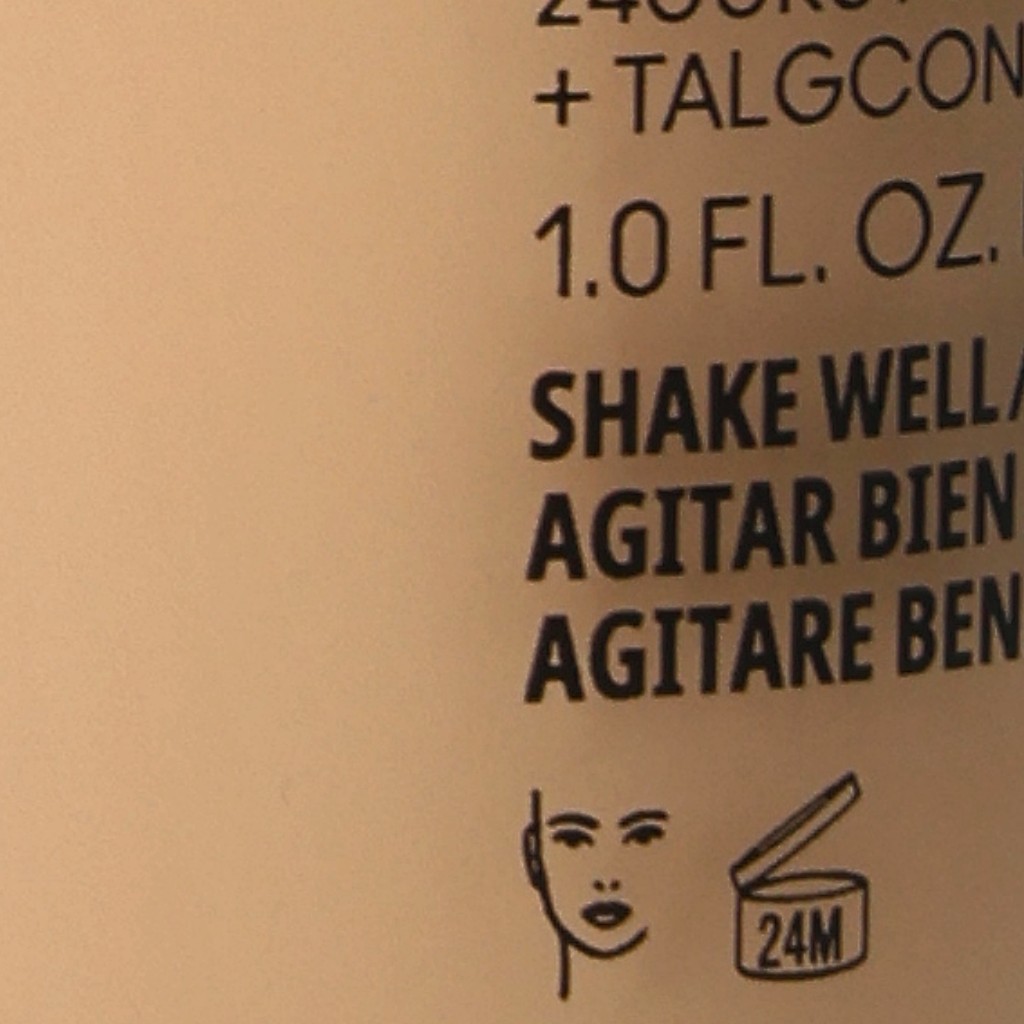 + TALGCON
1.0 FL. OZ.
SHAKE WELL
AGITAR BIEN
AGITARE BEN
24M